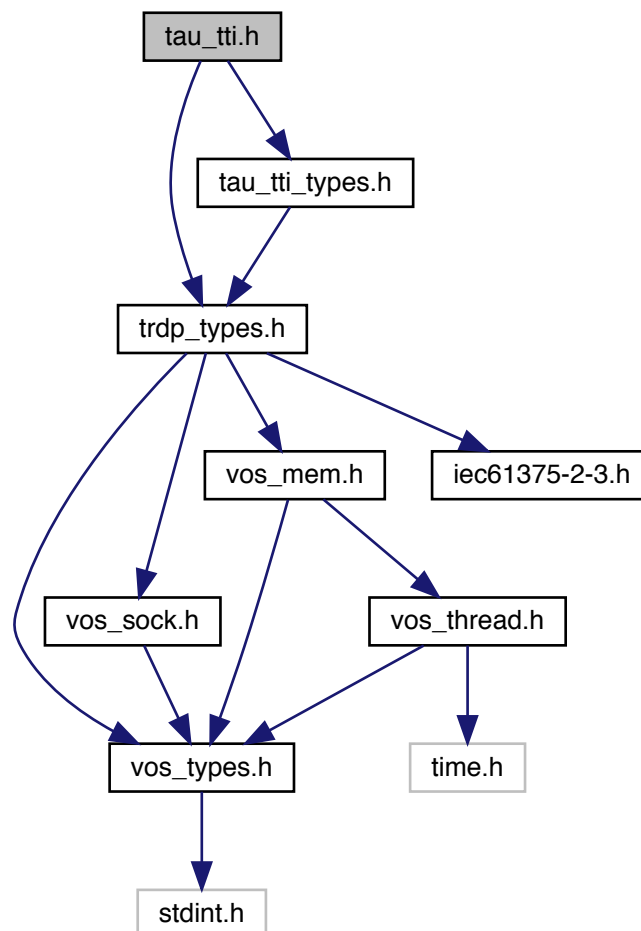 tau_tti.h
tau_tti_types.h
trdp_types.h
vos_mem.h
iec61375-2-3.h
vos_sock.h
vos_thread.h
vos_types.h
time.h
stdint.h